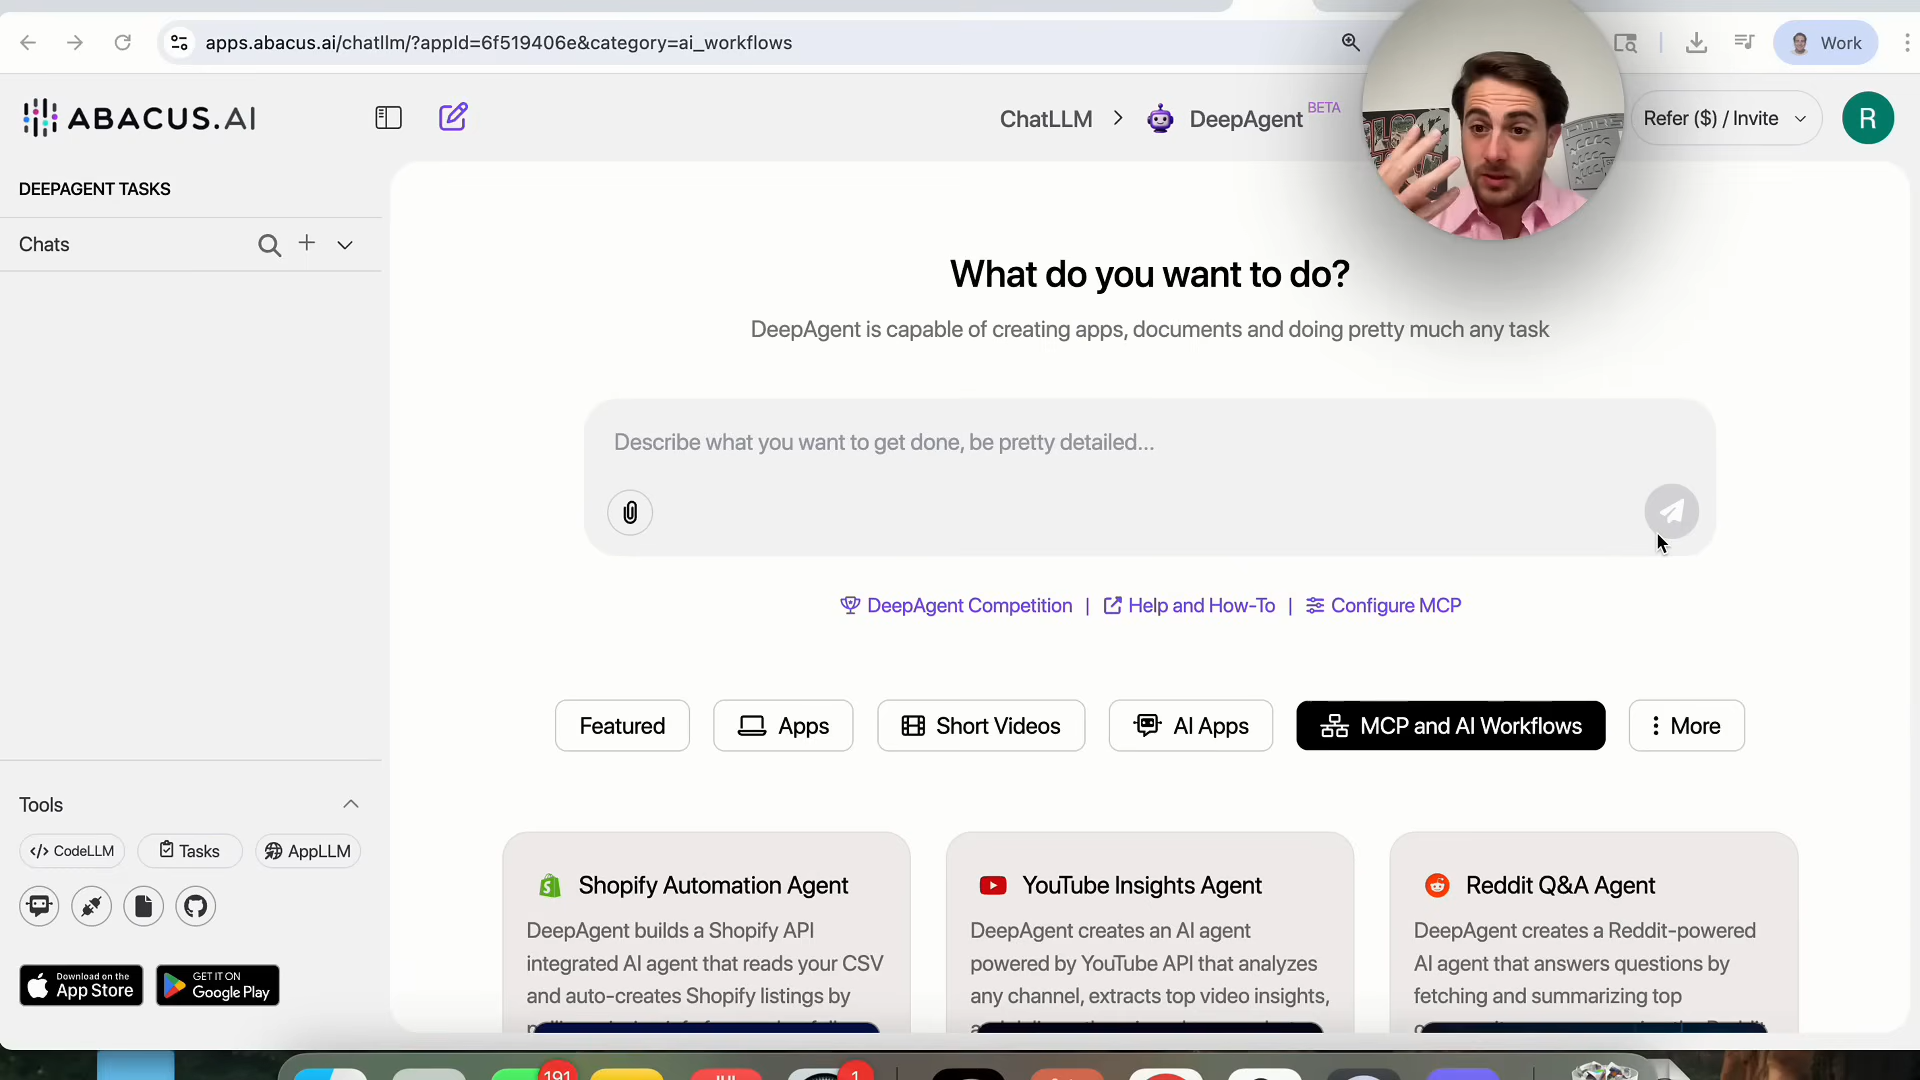 apps.abacus.ai/chatllm/?appId=6f519406e&category=ai_workflows
Work
ABACUS.AI
ChatLLM > DeepAgent BETA
Refer ($) / Invite
R
DEEPAGENT TASKS
Chats
What do you want to do?
DeepAgent is capable of creating apps, documents and doing pretty much any task
Describe what you want to get done, be pretty detailed...
DeepAgent Competition | Help and How-To | Configure MCP
Featured
Apps
Short Videos
AI Apps
MCP and AI Workflows
More
Tools
CodeLLM
Tasks
AppLLM
Download on the
App Store
GET IT ON
Google Play
Shopify Automation Agent
DeepAgent builds a Shopify API
integrated AI agent that reads your CSV
and auto-creates Shopify listings by
YouTube Insights Agent
DeepAgent creates an AI agent
powered by YouTube API that analyzes
any channel, extracts top video insights,
Reddit Q&A Agent
DeepAgent creates a Reddit-powered
AI agent that answers questions by
fetching and summarizing top
191
1